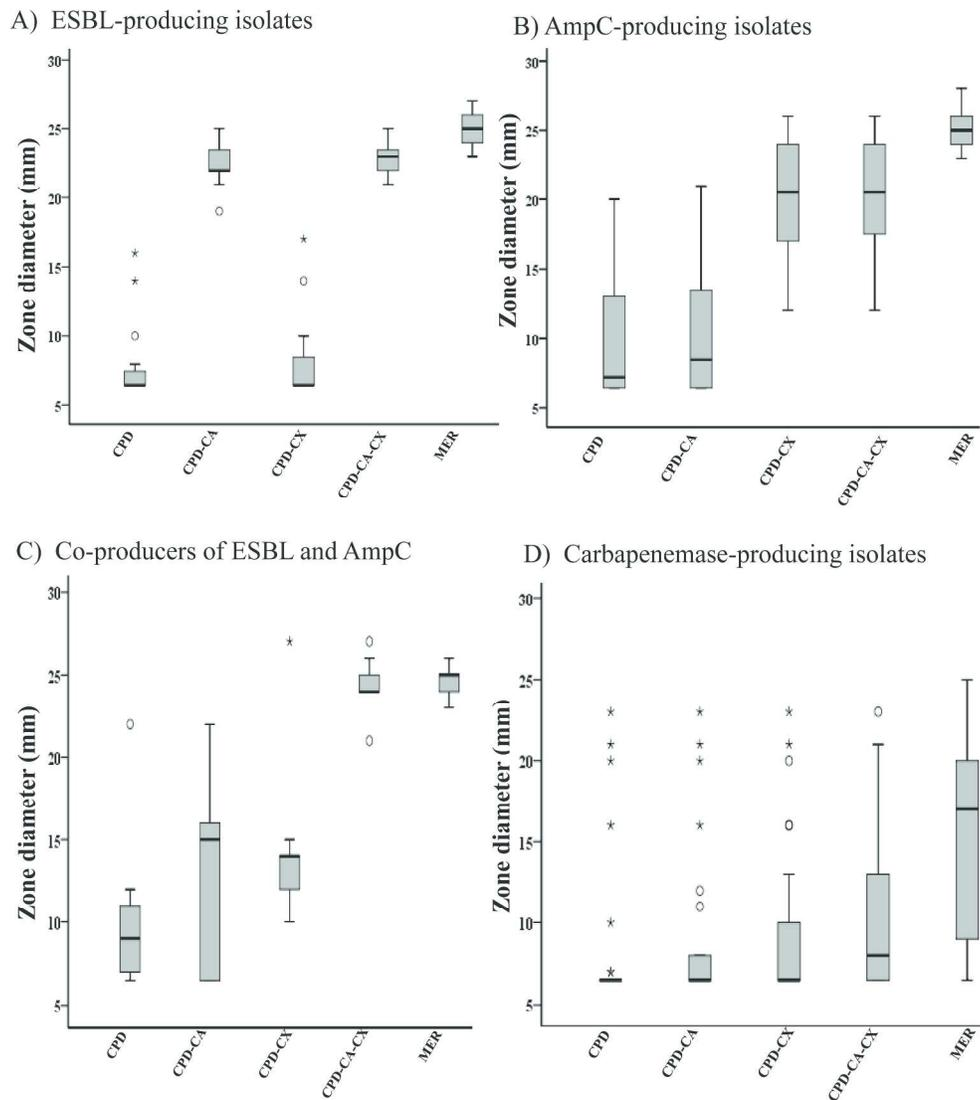 A) ESBL-producing isolates
30
25
20
15
10
5
Zone diameter (mm)
CPD
CPD-CA
CPD-CX
CPD-CA-CX
MER
B) AmpC-producing isolates
30
25
20
15
10
5
Zone diameter (mm)
CPD
CPD-CA
CPD-CX
CPD-CA-CX
MER
C) Co-producers of ESBL and AmpC
30
25
20
15
10
5
Zone diameter (mm)
CPD
CPD-CA
CPD-CX
CPD-CA-CX
MER
D) Carbapenemase-producing isolates
30
25
20
15
10
5
Zone diameter (mm)
CPD
CPD-CA
CPD-CX
CPD-CA-CX
MER